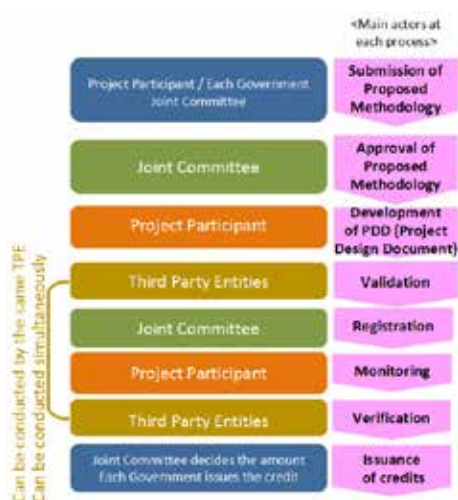 <Main actors at
each process>
Project Participant / Each Government
Joint Committee
Submission of
Proposed
Methodology
Joint Committee
Approval of
Proposed
Methodology
Project Participant
Development
of PDD (Project
Design Document)
Third Party Entities
Validation
Joint Committee
Registration
Project Participant
Monitoring
Third Party Entities
Verification
Joint Committee decides the amount
Each Government issues the credit
Issuance
of credits
Can be conducted by the same TPE
Can be conducted simultaneously